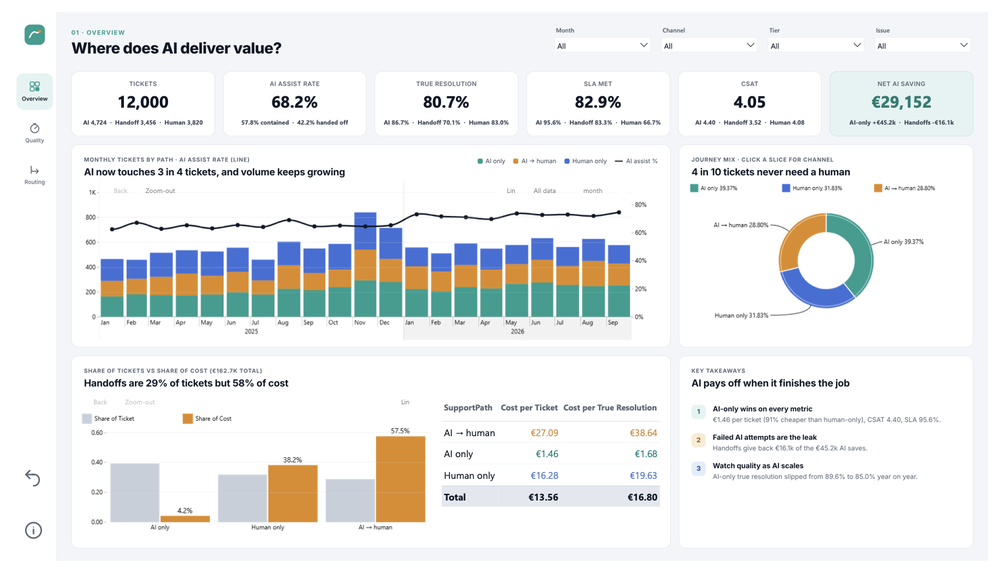 01 · OVERVIEW
Where does AI deliver value?
Month
All
Channel
All
Tier
All
Issue
All
Overview
Quality
Routing
TICKETS
12,000
AI 4,724 · Handoff 3,456 · Human 3,820
AI ASSIST RATE
68.2%
57.8% contained · 42.2% handed off
TRUE RESOLUTION
80.7%
AI 86.7% · Handoff 70.1% · Human 83.0%
SLA MET
82.9%
AI 95.6% · Handoff 83.3% · Human 66.7%
CSAT
4.05
AI 4.40 · Handoff 3.52 · Human 4.08
NET AI SAVING
€29,152
AI-only +€45.2k · Handoffs -€16.1k
MONTHLY TICKETS BY PATH · AI ASSIST RATE (LINE)
AI now touches 3 in 4 tickets, and volume keeps growing
AI only
AI → human
Human only
AI assist %
Back
Zoom-out
Lin
All data
month
1K
800
600
400
200
0
80%
60%
40%
20%
0%
Jan Feb Mar Apr May Jun Jul Aug Sep Oct Nov Dec Jan Feb Mar Apr May Jun Jul Aug Sep
2025 2026
JOURNEY MIX · CLICK A SLICE FOR CHANNEL
4 in 10 tickets never need a human
AI only 39.37%
Human only 31.83%
AI → human 28.80%
AI → human 28.80%
AI only 39.37%
Human only 31.83%
SHARE OF TICKETS VS SHARE OF COST (€162.7K TOTAL)
Handoffs are 29% of tickets but 58% of cost
Back
Zoom-out
Lin
Share of Ticket
Share of Cost
0.60
0.40
0.20
0.00
4.2%
38.2%
57.5%
AI only
Human only
AI → human
SupportPath Cost per Ticket Cost per True Resolution
AI → human €27.09 €38.64
AI only €1.46 €1.68
Human only €16.28 €19.63
Total €13.56 €16.80
KEY TAKEAWAYS
AI pays off when it finishes the job
1
AI-only wins on every metric
€1.46 per ticket (91% cheaper than human-only), CSAT 4.40, SLA 95.6%.
2
Failed AI attempts are the leak
Handoffs give back €16.1k of the €45.2k AI saves.
3
Watch quality as AI scales
AI-only true resolution slipped from 89.6% to 85.0% year on year.